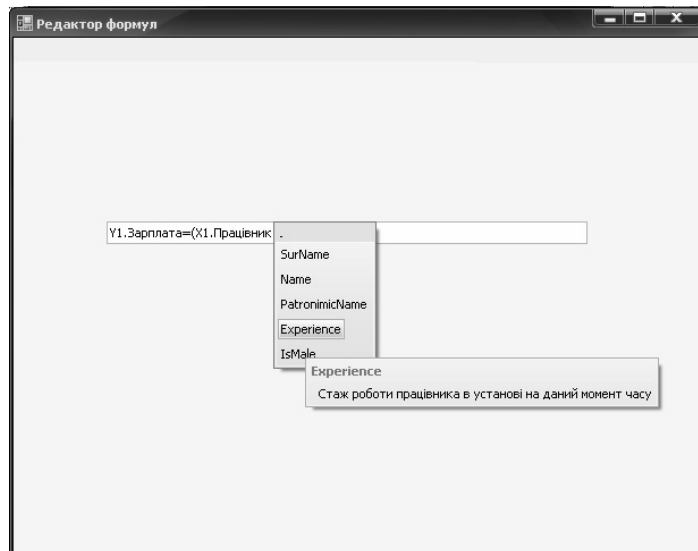 Редактор формул
Y1.Зарплата=(X1.Працівник .
SurName
Name
PatronimicName
Experience
IsMale
Experience
Стаж роботи працівника в установі на даний момент часу